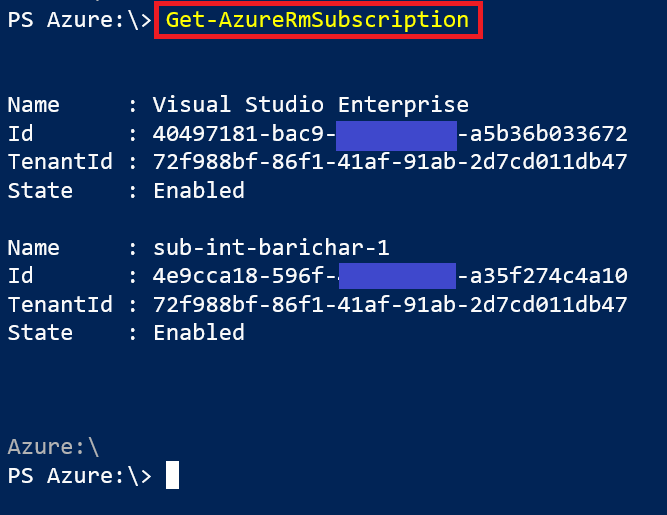 PS Azure:\> Get-AzureRmSubscription
Name     : Visual Studio Enterprise
Id       : 40497181-bac9- -a5b36b033672
TenantId : 72f988bf-86f1-41af-91ab-2d7cd011db47
State    : Enabled
Name     : sub-int-barichar-1
Id       : 4e9cca18-596f- -a35f274c4a10
TenantId : 72f988bf-86f1-41af-91ab-2d7cd011db47
State    : Enabled
Azure:\
PS Azure:\>